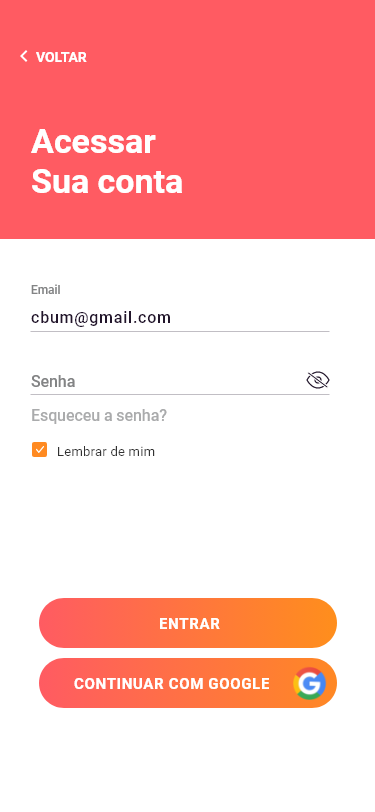 VOLTAR
Acessar
Sua conta
Email
cbum@gmail.com
Senha
Esqueceu a senha?
Lembrar de mim
ENTRAR
CONTINUAR COM GOOGLE